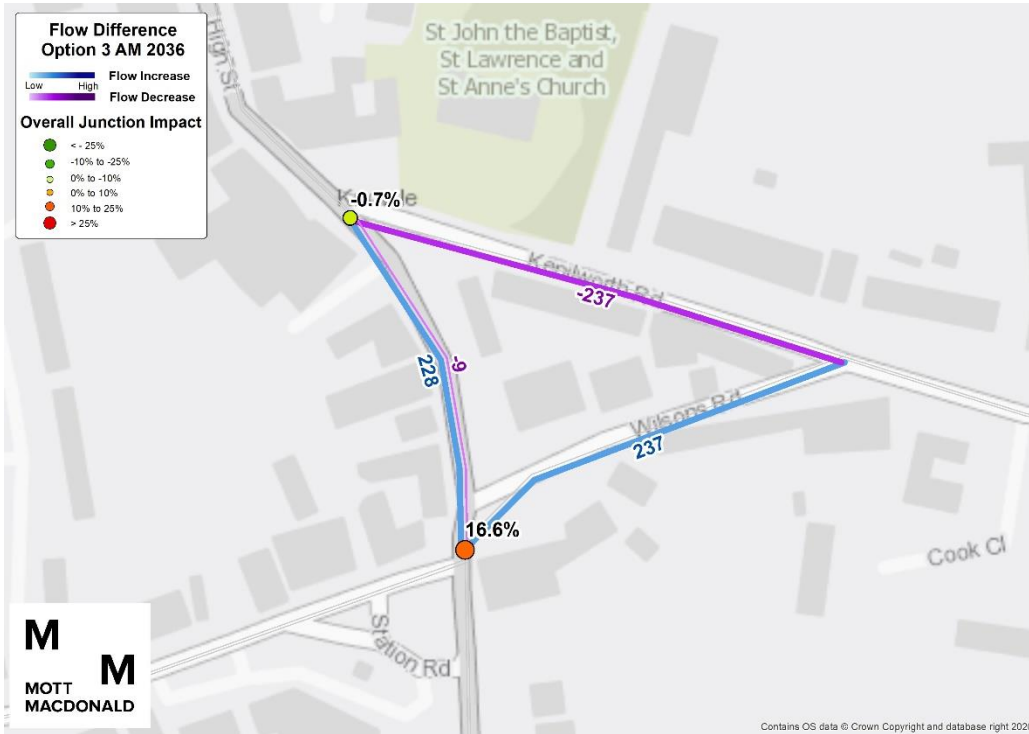 Flow Difference
Option 3 AM 2036
Flow Increase
Low
High
Flow Decrease
Overall Junction Impact
< - 25%
-10% to -25%
0% to -10%
0% to 10%
10% to 25%
> 25%
High St
St John the Baptist,
St Lawrence and
St Anne's Church
-0.7%
Kenilworth Rd
-237
228
-9
Wilsons Rd
237
16.6%
Cook Cl
Station Rd
M
M
MOTT
MACDONALD
Contains OS data © Crown Copyright and database right 2020